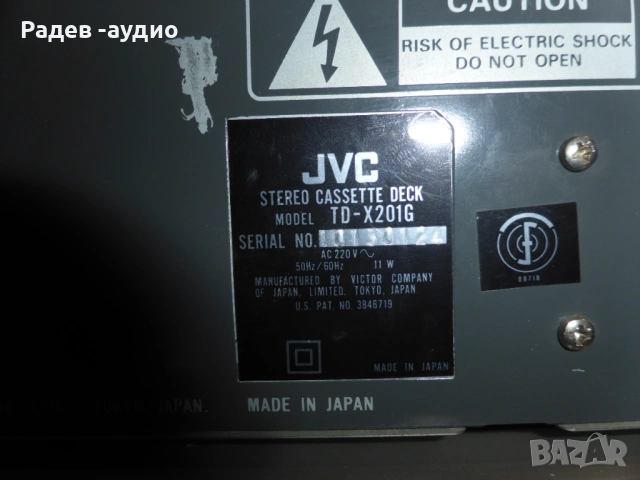 Радев -аудио
CAUTION
RISK OF ELECTRIC SHOCK
DO NOT OPEN
JVC
STEREO CASSETTE DECK
MODEL TD-X201G
SERIAL NO.
AC 220V
50Hz/60Hz 11 W
MANUFACTURED BY VICTOR COMPANY
OF JAPAN, LIMITED, TOKYO, JAPAN
U.S. PAT. NO. 3846719
MADE IN JAPAN
JAPAN. MADE IN JAPAN
BAZAR